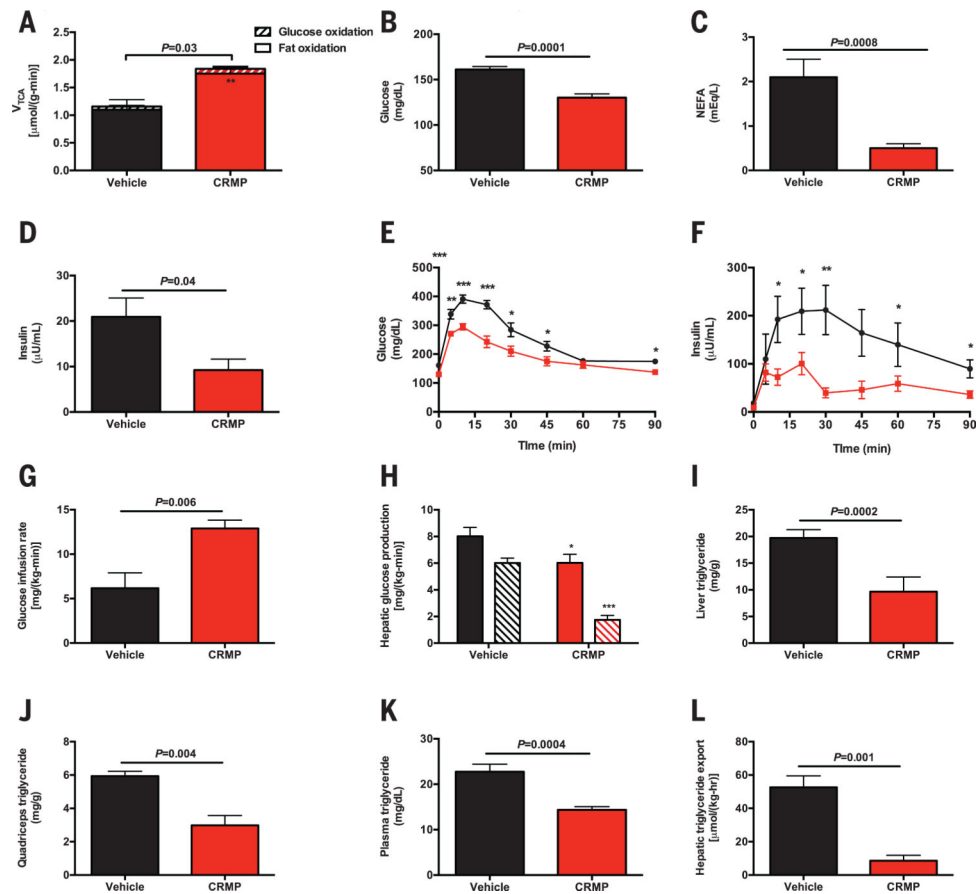 A
B
C
P=0.03
Glucose oxidation
Fat oxidation
**
V_TCA
[μmol/(g-min)]
2.5
2.0
1.5
1.0
0.5
0.0
Vehicle
CRMP
P=0.0001
Glucose
(mg/dL)
200
150
100
50
Vehicle
CRMP
P=0.0008
NEFA
(mEq/L)
3
2
1
0
Vehicle
CRMP
D
E
F
P=0.04
Insulin
(μU/mL)
30
20
10
0
Vehicle
CRMP
***
**
***
***
*
*
*
Glucose
(mg/dL)
500
400
300
200
100
0
0
15
30
45
60
75
90
TIme (min)
*
*
**
*
*
Insulin
(μU/mL)
300
200
100
0
0
15
30
45
60
75
90
TIme (min)
G
H
I
P=0.006
Glucose infusion rate
[mg/(kg-min)]
15
10
5
0
Vehicle
CRMP
*
***
Hepatic glucose production
[mg/(kg-min)]
10
8
6
4
2
0
Vehicle
CRMP
P=0.0002
Liver triglyceride
(mg/g)
25
20
15
10
5
0
Vehicle
CRMP
J
K
L
P=0.004
Quadriceps triglyceride
(mg/g)
8
6
4
2
0
Vehicle
CRMP
P=0.0004
Plasma triglyceride
(mg/dL)
30
20
10
0
Vehicle
CRMP
P=0.001
Hepatic triglyceride export
[μmol/(kg-hr)]
80
60
40
20
0
Vehicle
CRMP